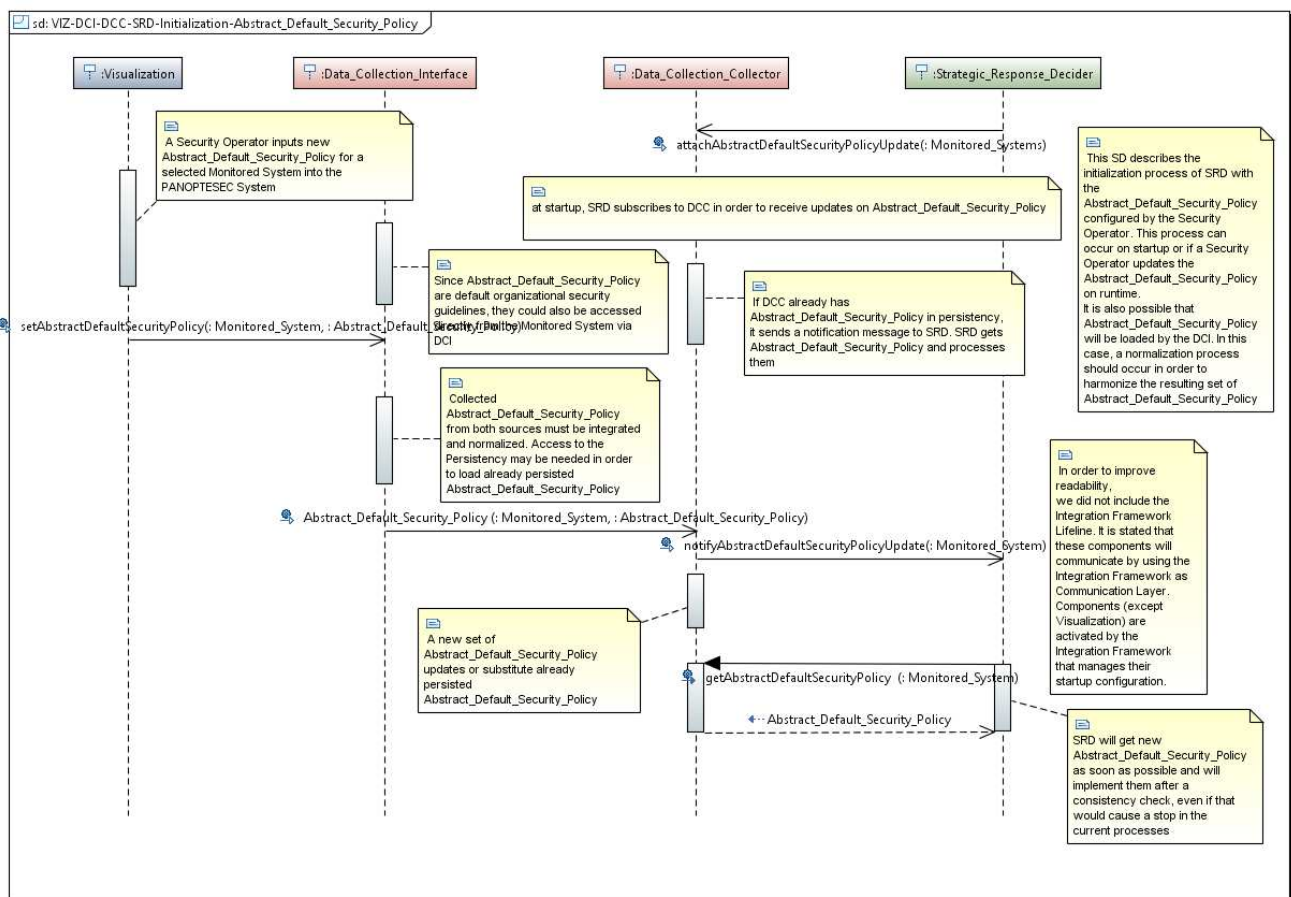 sd: VIZ-DCI-DCC-SRD-Initialization-Abstract_Default_Security_Policy
:Visualization
:Data_Collection_Interface
:Data_Collection_Collector
:Strategic_Response_Decider
A Security Operator inputs new
Abstract_Default_Security_Policy for a
selected Monitored System into the
PANOPTESEC System
attachAbstractDefaultSecurityPolicyUpdate(: Monitored_Systems)
This SD describes the
initialization process of SRD with
the
Abstract_Default_Security_Policy
configured by the Security
Operator. This process can
occur on startup or if a Security
Operator updates the
Abstract_Default_Security_Policy
on runtime.
It is also possible that
Abstract_Default_Security_Policy
will be loaded by the DCI. In this
case, a normalization process
should occur in order to
harmonize the resulting set of
Abstract_Default_Security_Policy
at startup, SRD subscribes to DCC in order to receive updates on Abstract_Default_Security_Policy
Since Abstract_Default_Security_Policy
are default organizational security
guidelines, they could also be accessed
directly from the Monitored System via
DCI
If DCC already has
Abstract_Default_Security_Policy in persistency,
it sends a notification message to SRD. SRD gets
Abstract_Default_Security_Policy and processes
them
setAbstractDefaultSecurityPolicy(: Monitored_System, : Abstract_Default_Security_Policy)
Collected
Abstract_Default_Security_Policy
from both sources must be integrated
and normalized. Access to the
Persistency may be needed in order
to load already persisted
Abstract_Default_Security_Policy
In order to improve
readability,
we did not include the
Integration Framework
Lifeline. It is stated that
these components will
communicate by using the
Integration Framework as
Communication Layer.
Components (except
Visualization) are
activated by the
Integration Framework
that manages their
startup configuration.
Abstract_Default_Security_Policy (: Monitored_System, : Abstract_Default_Security_Policy)
notifyAbstractDefaultSecurityPolicyUpdate(: Monitored_System)
A new set of
Abstract_Default_Security_Policy
updates or substitute already
persisted
Abstract_Default_Security_Policy
getAbstractDefaultSecurityPolicy (: Monitored_System)
Abstract_Default_Security_Policy
SRD will get new
Abstract_Default_Security_Policy
as soon as possible and will
implement them after a
consistency check, even if that
would cause a stop in the
current processes